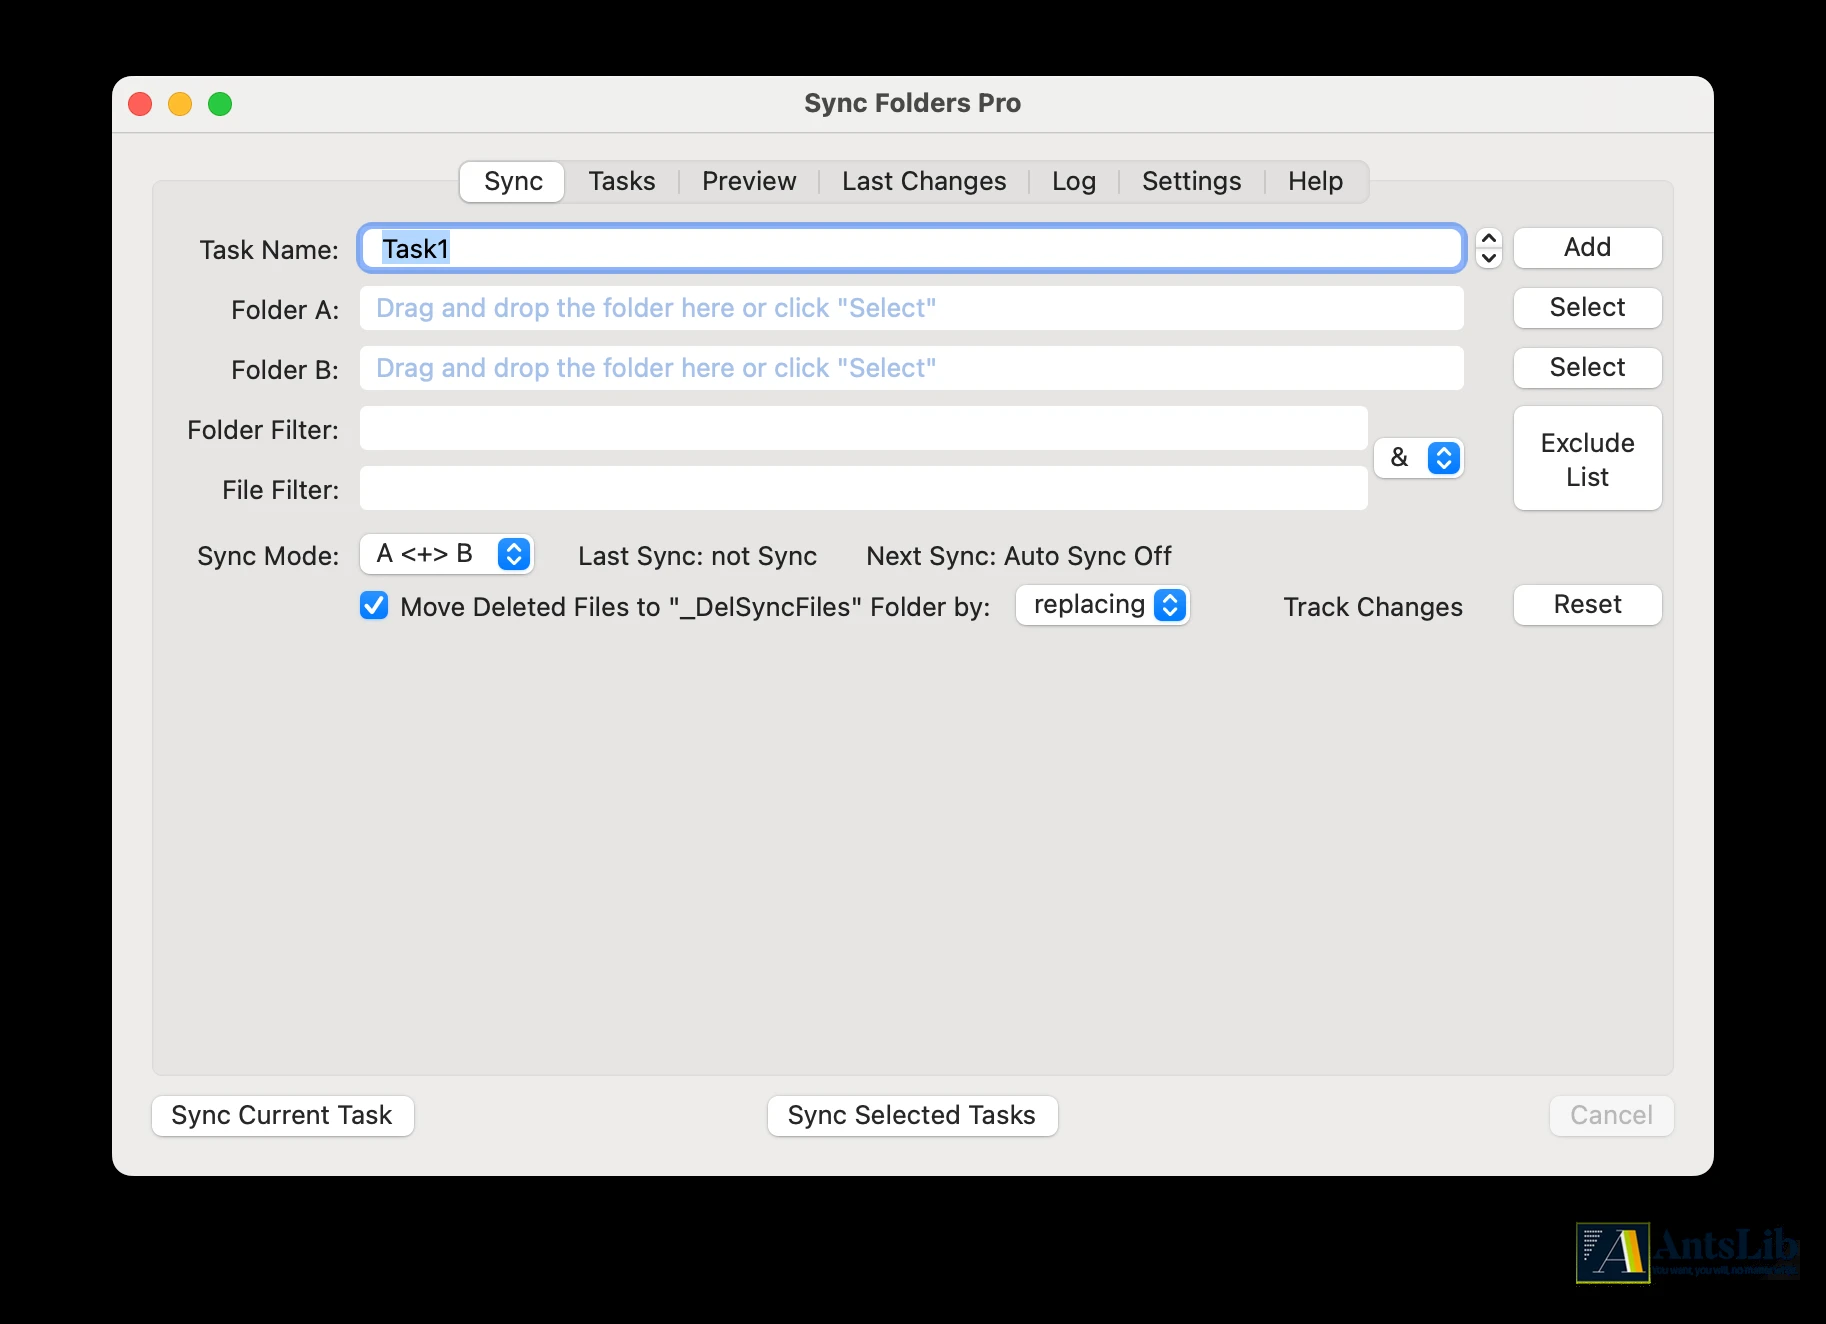 Sync Folders Pro
Sync Tasks Preview Last Changes Log Settings Help
Task Name: Task1 Add
Folder A: Drag and drop the folder here or click "Select" Select
Folder B: Drag and drop the folder here or click "Select" Select
Folder Filter:
& Exclude List
File Filter:
Sync Mode: A <+> B Last Sync: not Sync Next Sync: Auto Sync Off
Move Deleted Files to "_DelSyncFiles" Folder by: replacing Track Changes Reset
Sync Current Task Sync Selected Tasks Cancel
AntsLib